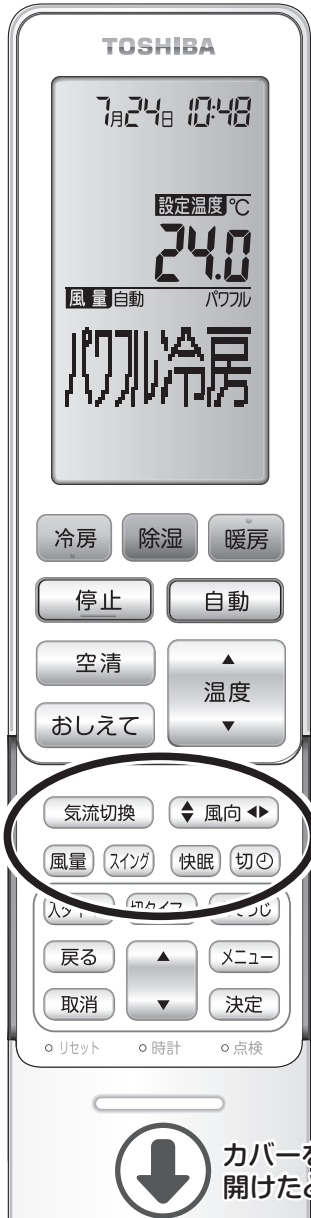 TOSHIBA
7月24日 10:48
設定温度 ℃
24.0
風量 自動 パワフル
パワフル冷房
冷房 除湿 暖房
停止 自動
空清 温度
おしえて
気流切換 風向
風量 スイング 快眠 切
戻る メニュー
取消 決定
リセット 時計 点検
カバーを
開けた